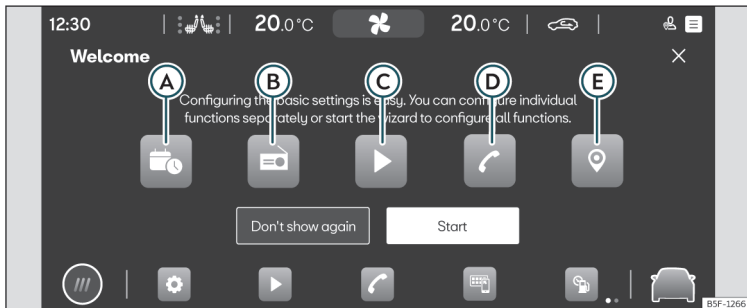 12:30 20.0°C 20.0°C
Welcome
A B C D E
Configuring the basic settings is easy. You can configure individual
functions separately or start the wizard to configure all functions.
Don't show again Start
B5F-1266